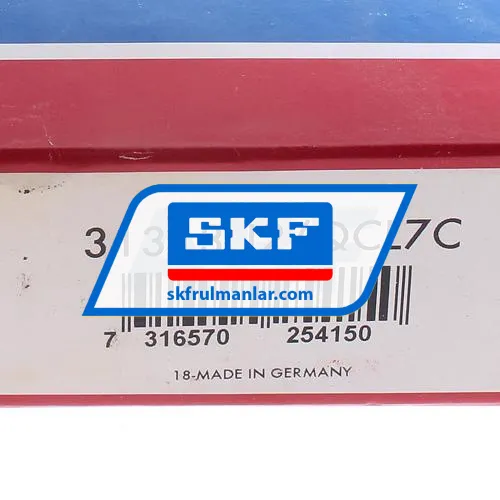 SKF
skfrulmanlar.com
7 316570 254150
18-MADE IN GERMANY